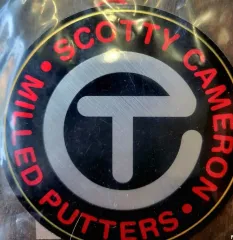 • SCOTTY CAMERON •
MILLED PUTTERS
T